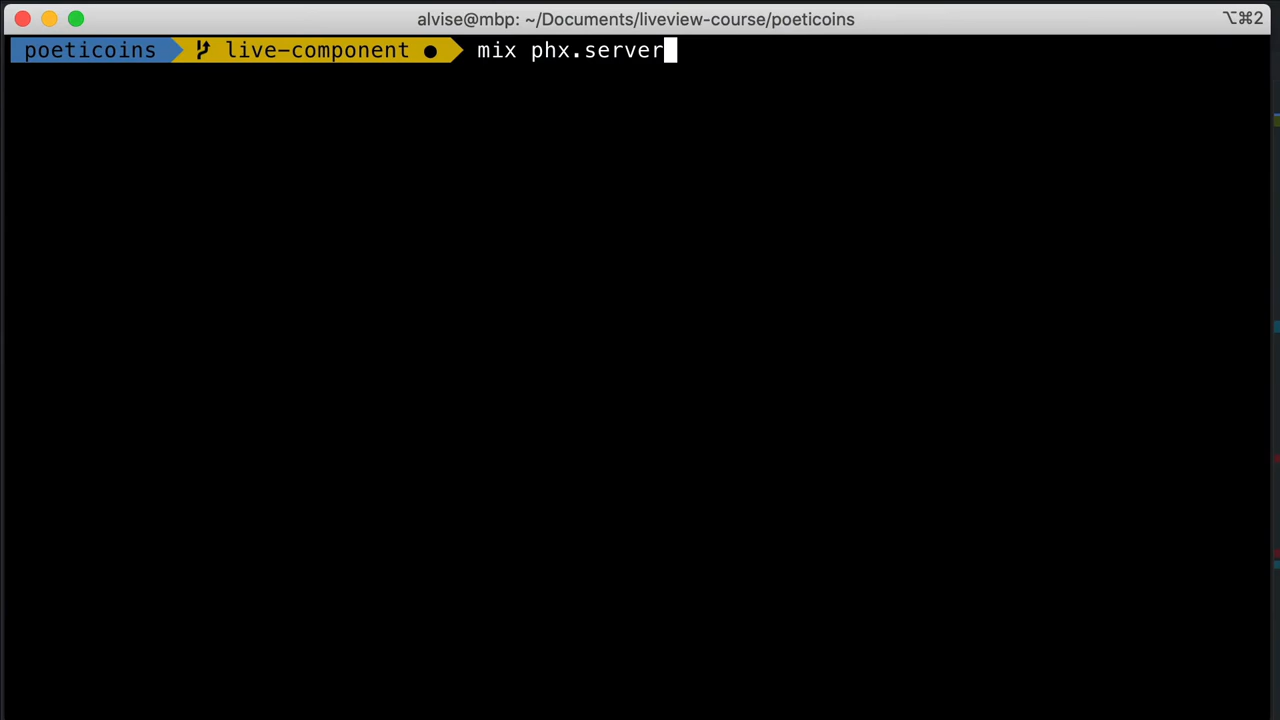 alvise@mbp: ~/Documents/liveview-course/poeticoins ⌥⌘2
poeticoins live-component ● mix phx.server